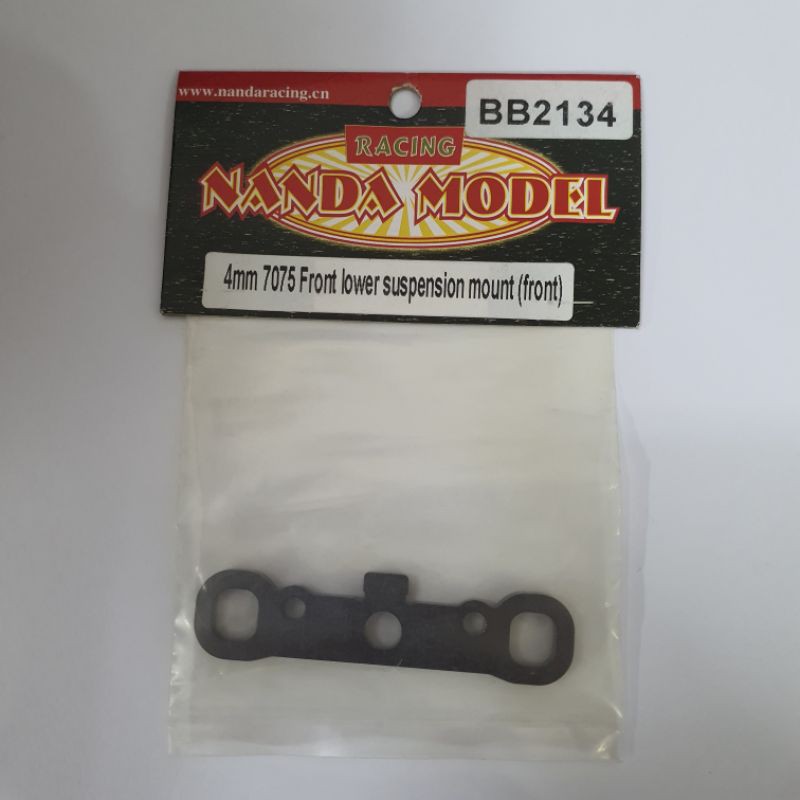 www.nandaracing.cn
BB2134
RACING
NANDA MODEL
4mm 7075 Front lower suspension mount (front)